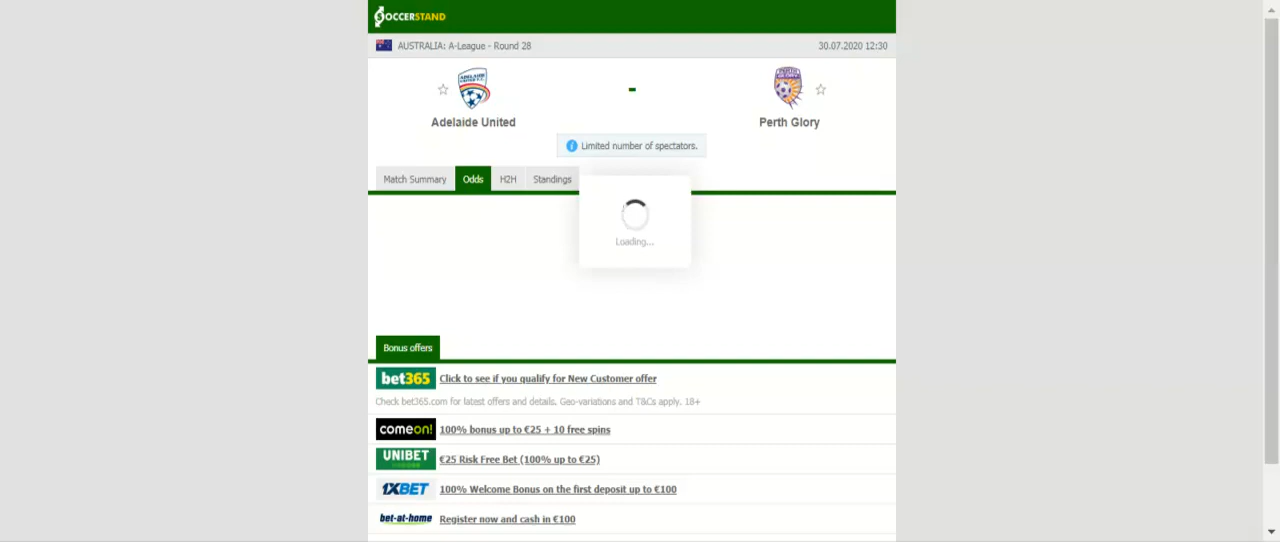 SOCCERSTAND
AUSTRALIA: A-League - Round 28
30.07.2020 12:30
Adelaide United
-
Perth Glory
Limited number of spectators.
Match Summary
Odds
H2H
Standings
Loading...
Bonus offers
bet365
Click to see if you qualify for New Customer offer
Check bet365.com for latest offers and details. Geo-variations and T&Cs apply. 18+
comeon!
100% bonus up to €25 + 10 free spins
UNIBET
€25 Risk Free Bet (100% up to €25)
1XBET
100% Welcome Bonus on the first deposit up to €100
bet-at-home
Register now and cash in €100